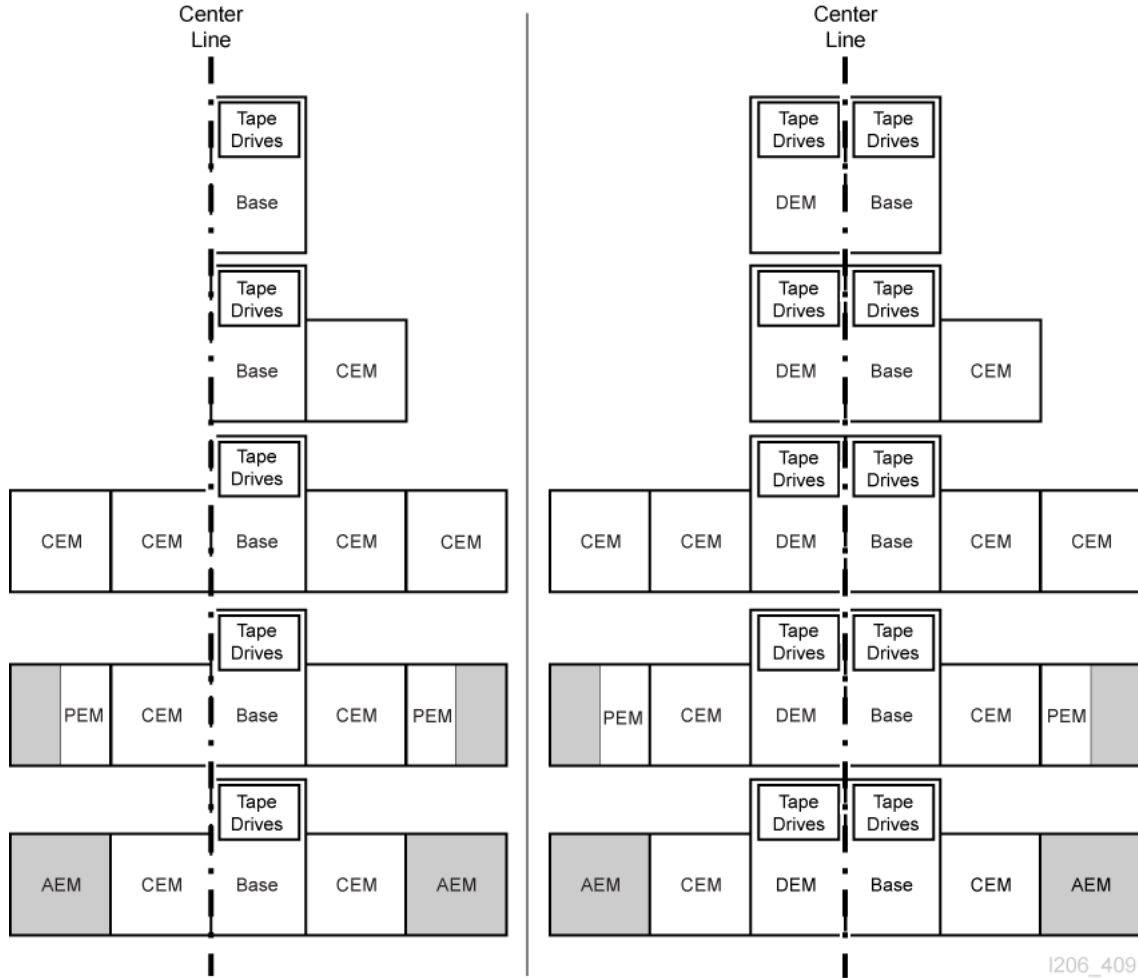 Center
Line
Tape
Drives
Base
Tape
Drives
Base
CEM
Tape
Drives
CEM
CEM
Base
CEM
CEM
Tape
Drives
PEM
CEM
Base
CEM
PEM
Tape
Drives
AEM
CEM
Base
CEM
AEM
Center
Line
Tape
Drives
Tape
Drives
DEM
Base
Tape
Drives
Tape
Drives
DEM
Base
CEM
Tape
Drives
Tape
Drives
CEM
CEM
DEM
Base
CEM
CEM
Tape
Drives
Tape
Drives
PEM
CEM
DEM
Base
CEM
PEM
Tape
Drives
Tape
Drives
AEM
CEM
DEM
Base
CEM
AEM
I206_409